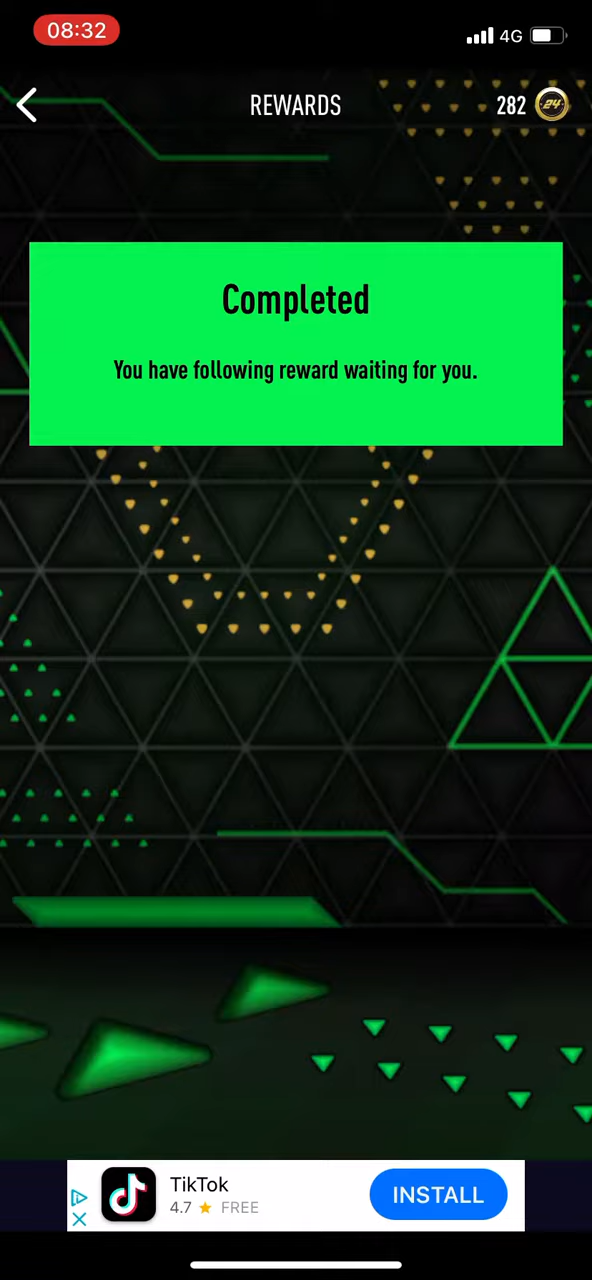 08:32
4G
REWARDS
282
24
Completed
You have following reward waiting for you.
TikTok
4.7 ★ FREE
INSTALL